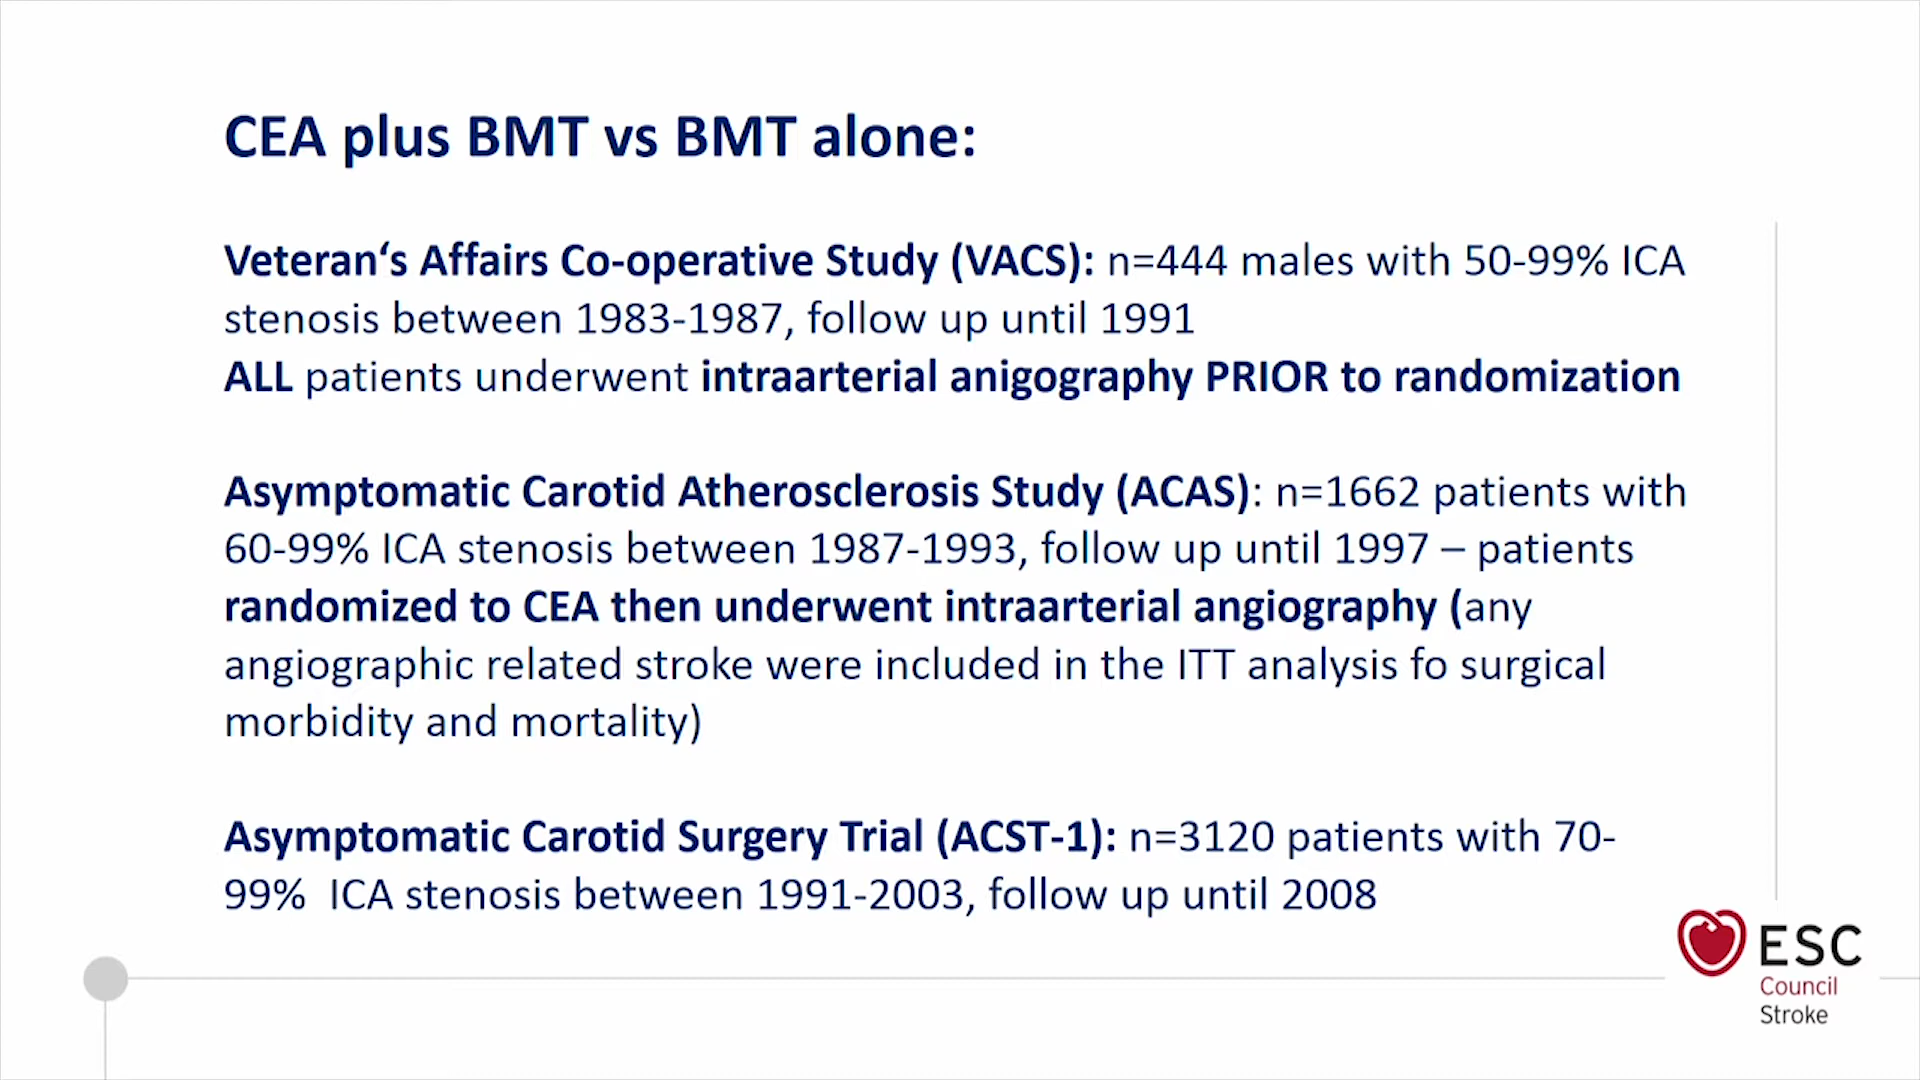 CEA plus BMT vs BMT alone:
Veteran‘s Affairs Co-operative Study (VACS): n=444 males with 50-99% ICA
stenosis between 1983-1987, follow up until 1991
ALL patients underwent intraarterial anigography PRIOR to randomization
Asymptomatic Carotid Atherosclerosis Study (ACAS): n=1662 patients with
60-99% ICA stenosis between 1987-1993, follow up until 1997 – patients
randomized to CEA then underwent intraarterial angiography (any
angiographic related stroke were included in the ITT analysis fo surgical
morbidity and mortality)
Asymptomatic Carotid Surgery Trial (ACST-1): n=3120 patients with 70-
99% ICA stenosis between 1991-2003, follow up until 2008
ESC
Council
Stroke